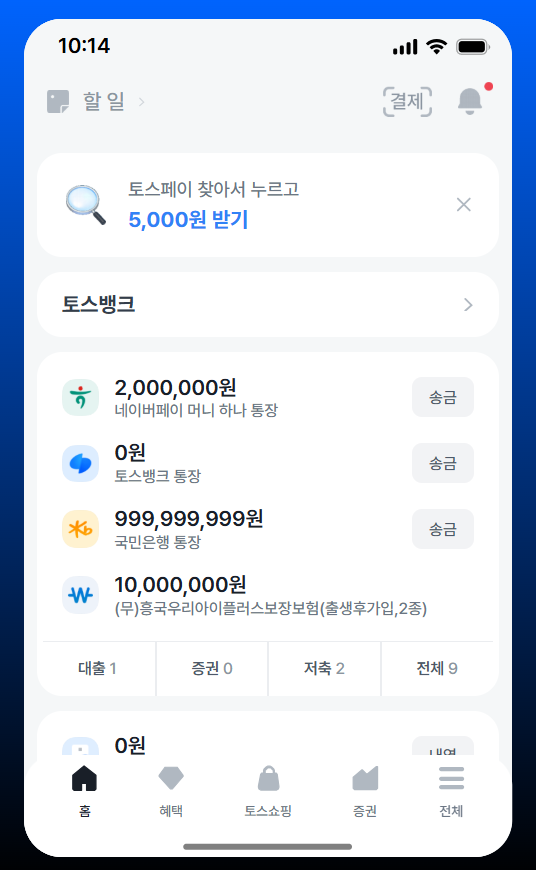 10:14
할 일
결제
토스페이 찾아서 누르고
5,000원 받기
토스뱅크
2,000,000원
네이버페이 머니 하나 통장
송금
0원
토스뱅크 통장
송금
999,999,999원
국민은행 통장
송금
10,000,000원
(무)흥국우리아이플러스보장보험(출생후가입,2종)
대출 1
증권 0
저축 2
전체 9
0원
내역
홈
혜택
토스쇼핑
증권
전체